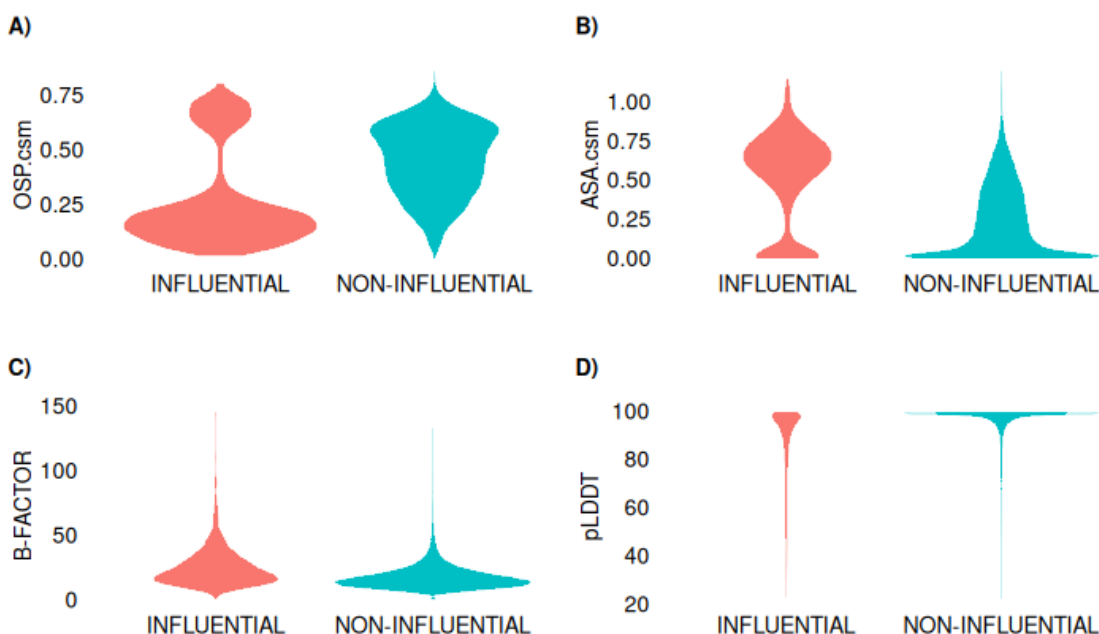 A)
OSP.csm
0.75
0.50
0.25
0.00
INFLUENTIAL
NON-INFLUENTIAL
B)
ASA.csm
1.00
0.75
0.50
0.25
0.00
INFLUENTIAL
NON-INFLUENTIAL
C)
B-FACTOR
150
100
50
0
INFLUENTIAL
NON-INFLUENTIAL
D)
pLDDT
100
80
60
40
20
INFLUENTIAL
NON-INFLUENTIAL